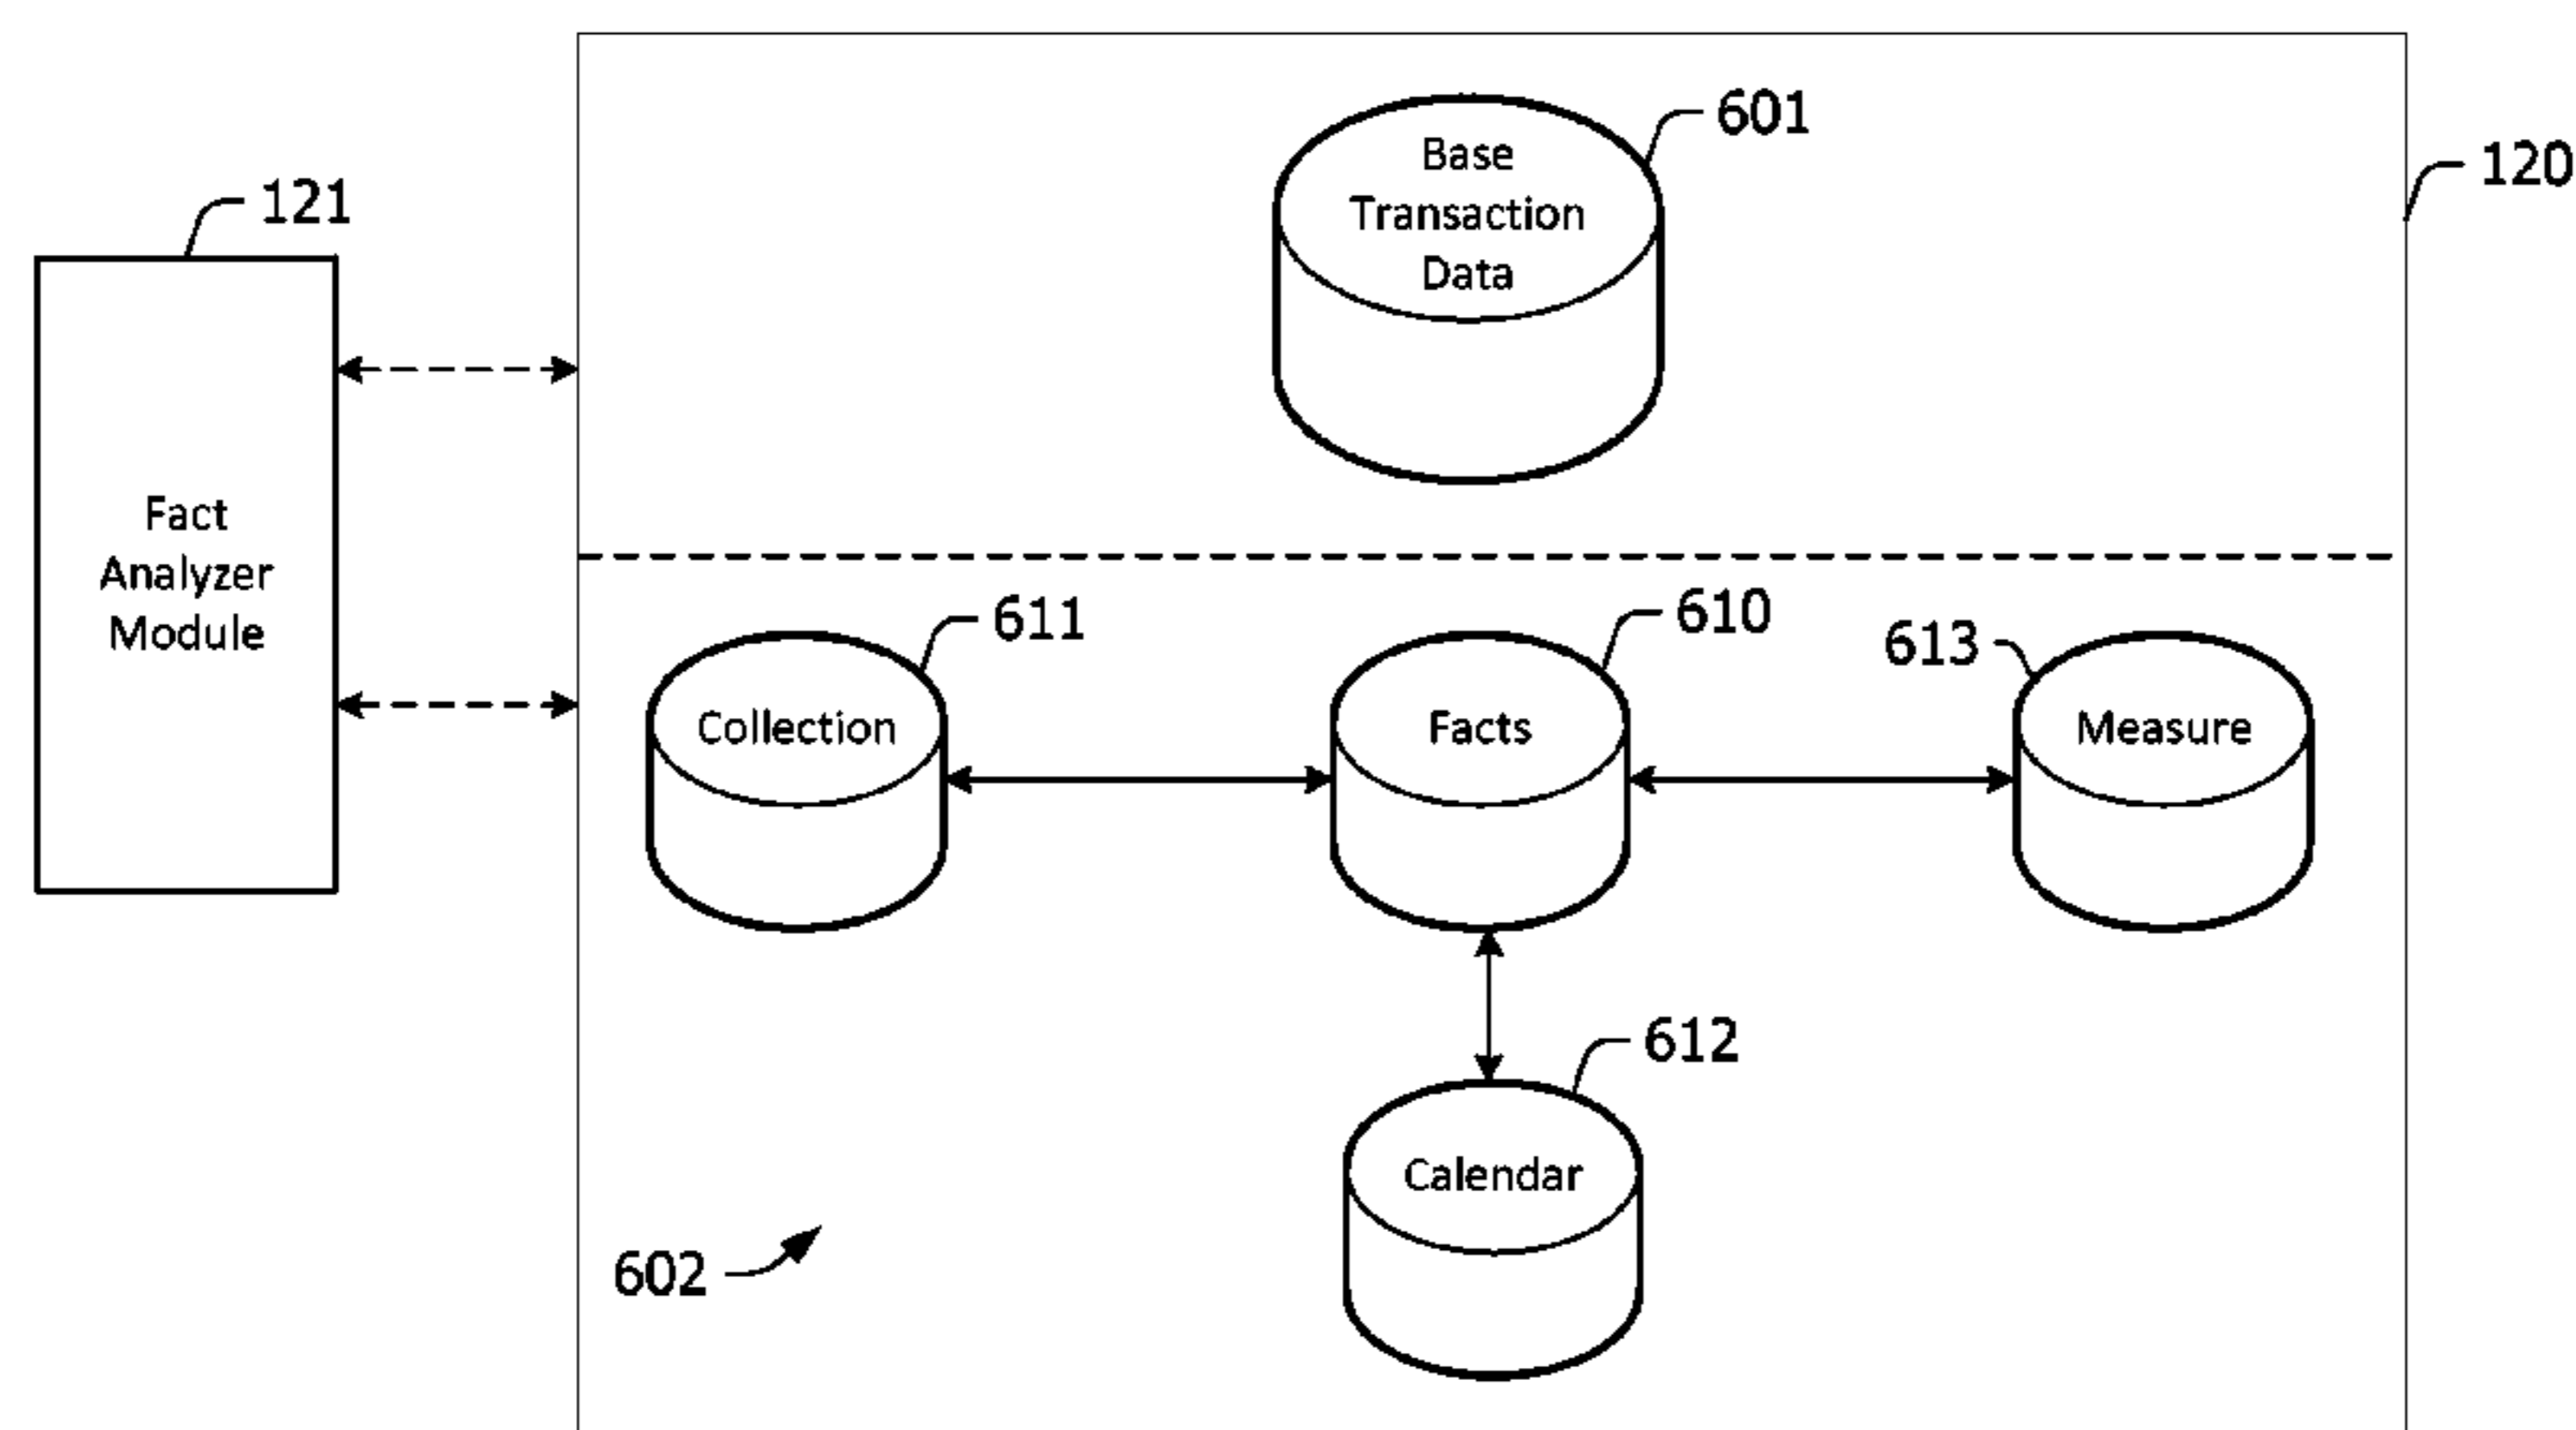 601
Base
Transaction
Data
120
121
Fact
Analyzer
Module
611
610
613
Collection
Facts
Measure
612
Calendar
602